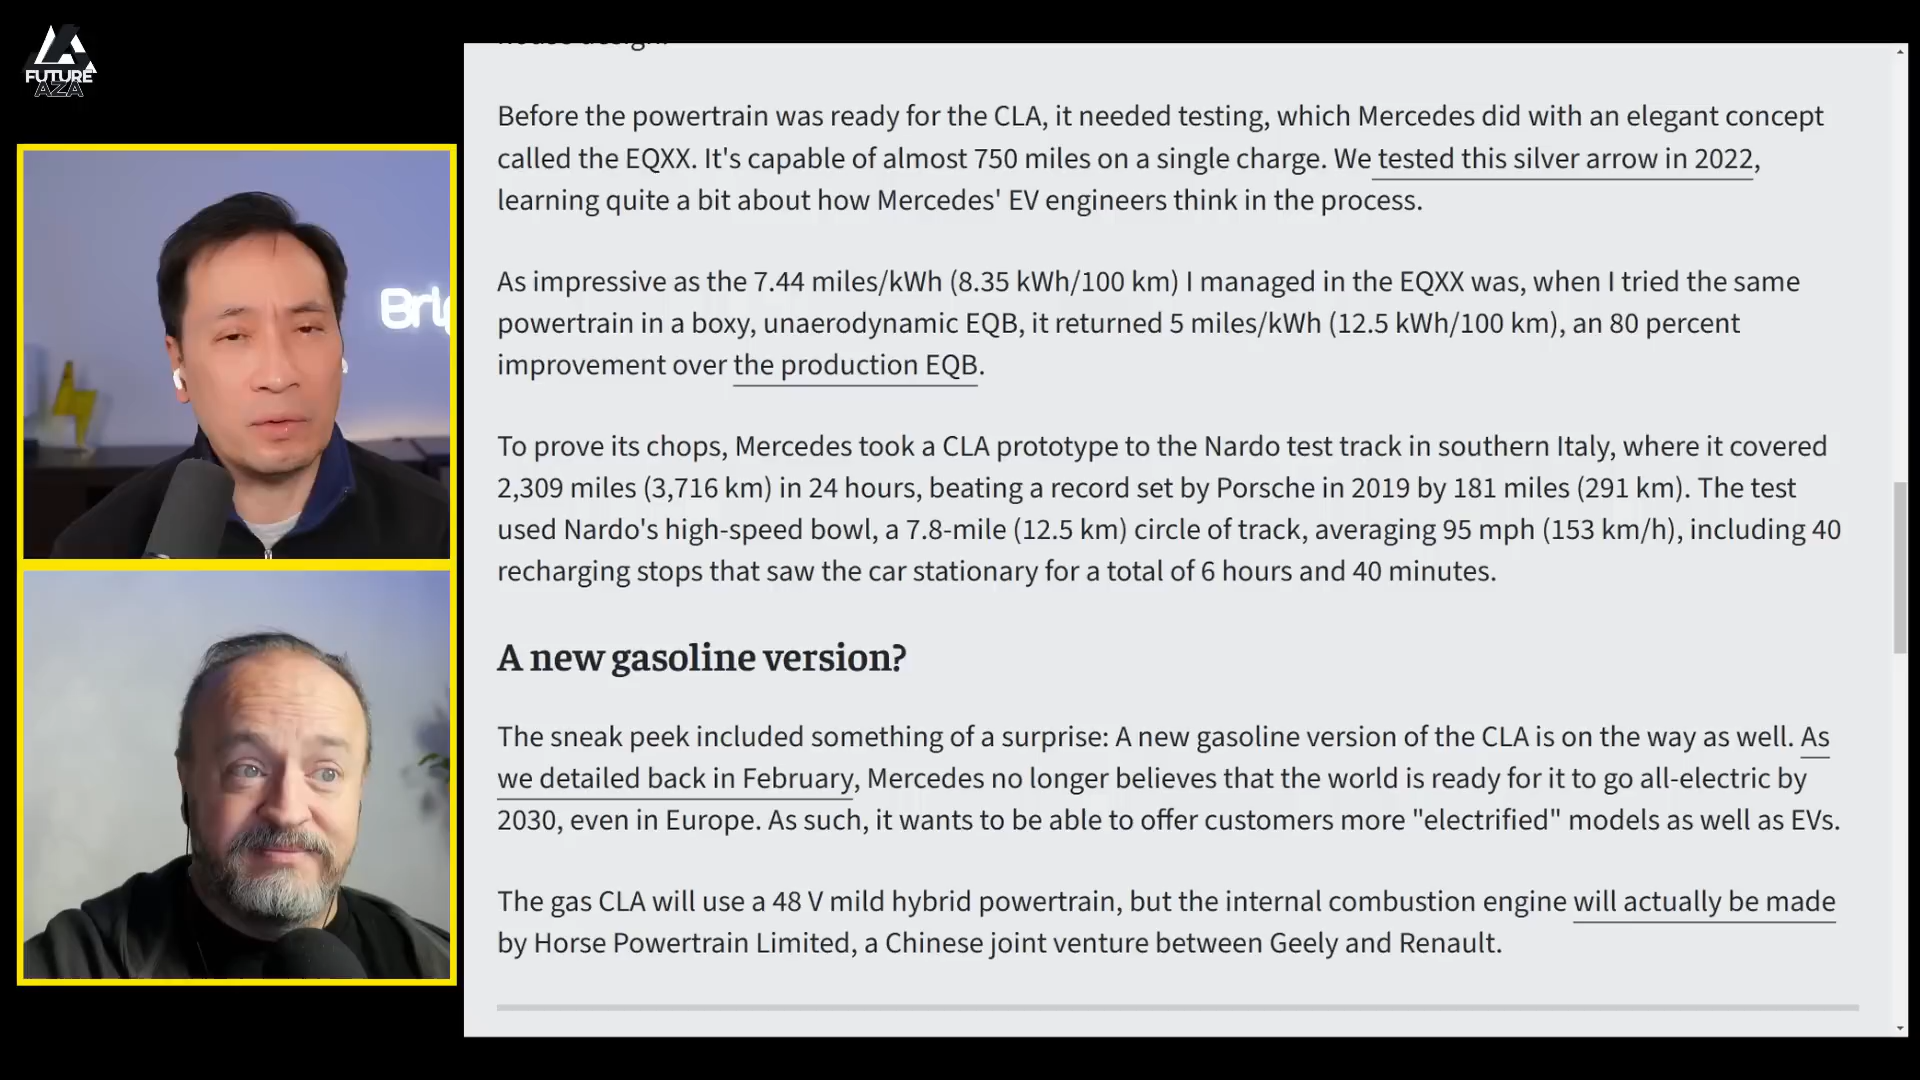 FUTURE
AZA
Brig
house design.
Before the powertrain was ready for the CLA, it needed testing, which Mercedes did with an elegant concept
called the EQXX. It's capable of almost 750 miles on a single charge. We tested this silver arrow in 2022,
learning quite a bit about how Mercedes' EV engineers think in the process.
As impressive as the 7.44 miles/kWh (8.35 kWh/100 km) I managed in the EQXX was, when I tried the same
powertrain in a boxy, unaerodynamic EQB, it returned 5 miles/kWh (12.5 kWh/100 km), an 80 percent
improvement over the production EQB.
To prove its chops, Mercedes took a CLA prototype to the Nardo test track in southern Italy, where it covered
2,309 miles (3,716 km) in 24 hours, beating a record set by Porsche in 2019 by 181 miles (291 km). The test
used Nardo's high-speed bowl, a 7.8-mile (12.5 km) circle of track, averaging 95 mph (153 km/h), including 40
recharging stops that saw the car stationary for a total of 6 hours and 40 minutes.
A new gasoline version?
The sneak peek included something of a surprise: A new gasoline version of the CLA is on the way as well. As
we detailed back in February, Mercedes no longer believes that the world is ready for it to go all-electric by
2030, even in Europe. As such, it wants to be able to offer customers more "electrified" models as well as EVs.
The gas CLA will use a 48 V mild hybrid powertrain, but the internal combustion engine will actually be made
by Horse Powertrain Limited, a Chinese joint venture between Geely and Renault.